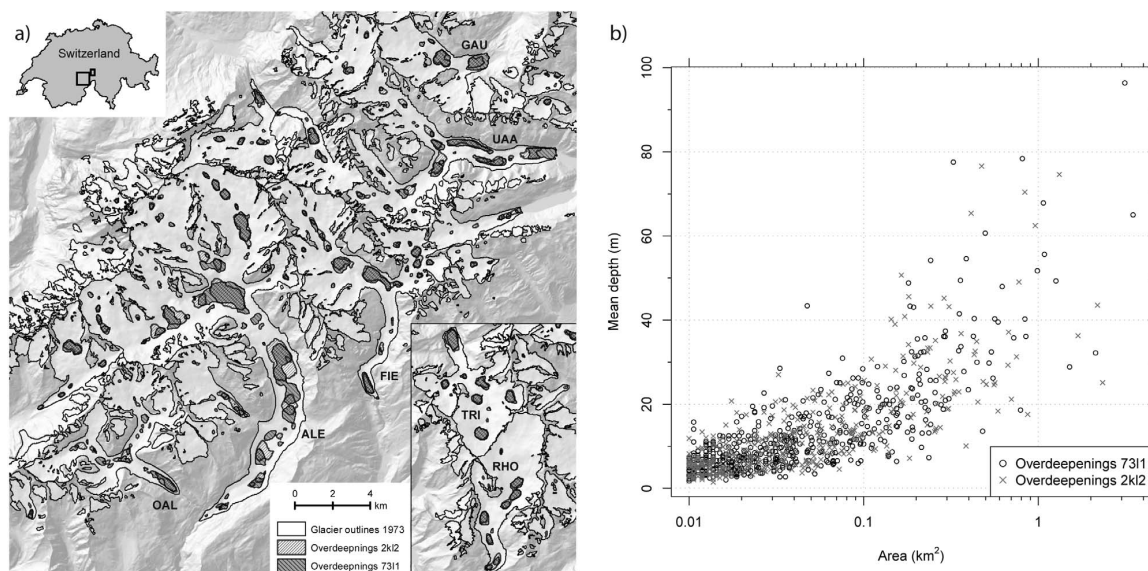 a)
Switzerland
GAU
UAA
FIE
TRI
ALE
RHO
OAL
0 2 4
km
Glacier outlines 1973
Overdeepnings 2kl2
Overdeepnings 73l1
b)
Mean depth (m)
100
80
60
40
20
0
0.01 0.1 1
Area (km²)
Overdeepenings 73l1
Overdeepenings 2kl2